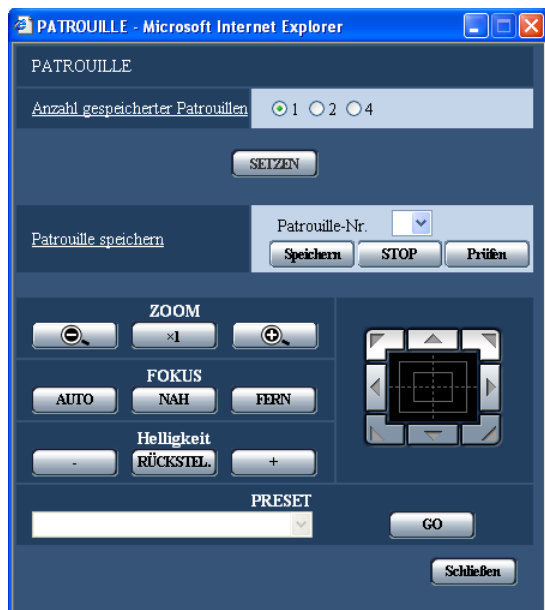 PATROUILLE - Microsoft Internet Explorer
PATROUILLE
Anzahl gespeicherter Patrouillen 1 2 4
SETZEN
Patrouille speichern
Patrouille-Nr.
Speichern STOP Prüfen
ZOOM
×1
FOKUS
AUTO NAH FERN
Helligkeit
- RÜCKSTEL. +
PRESET
GO
Schließen